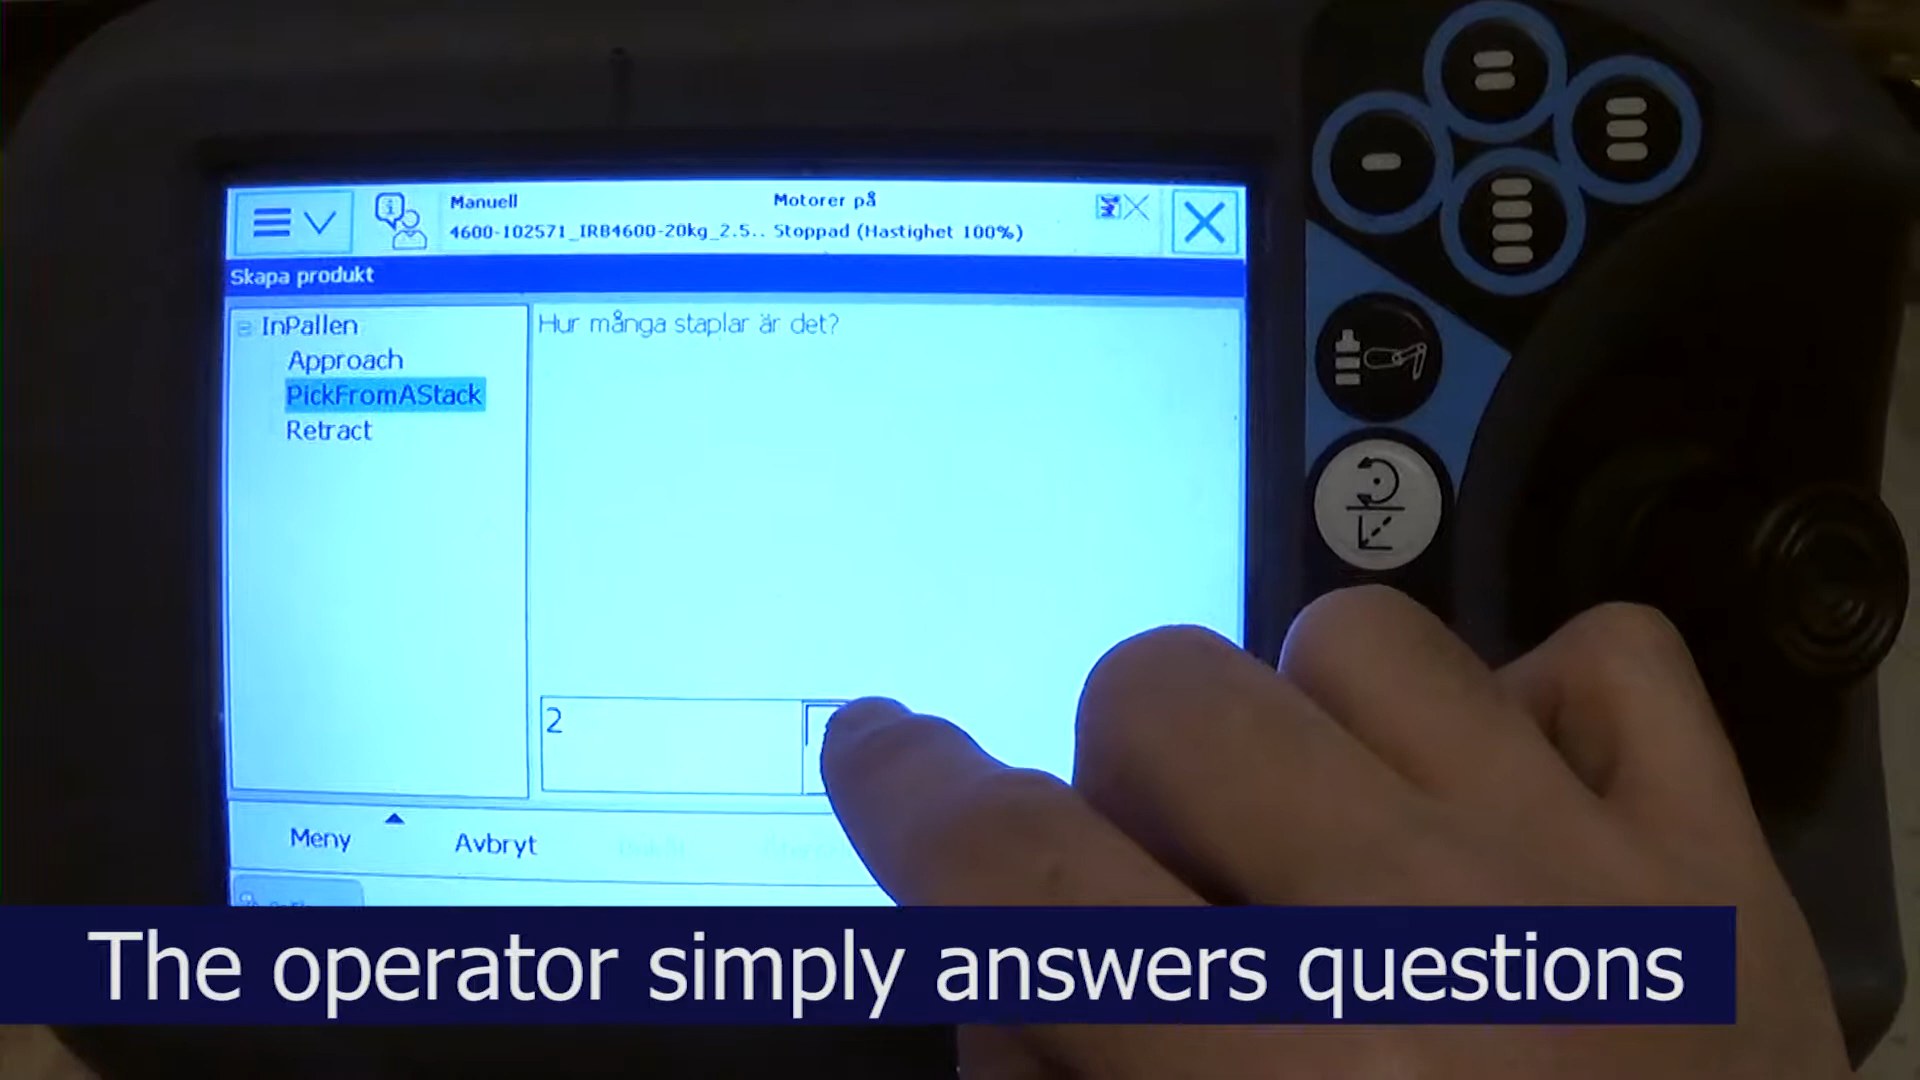 Manuell
Motorer på
4600-102571_IRB4600-20kg_2.5.. Stoppad (Hastighet 100%)
Skapa produkt
InPallen
Approach
PickFromAStack
Retract
Hur många staplar är det?
2
Meny
Avbryt
The operator simply answers questions